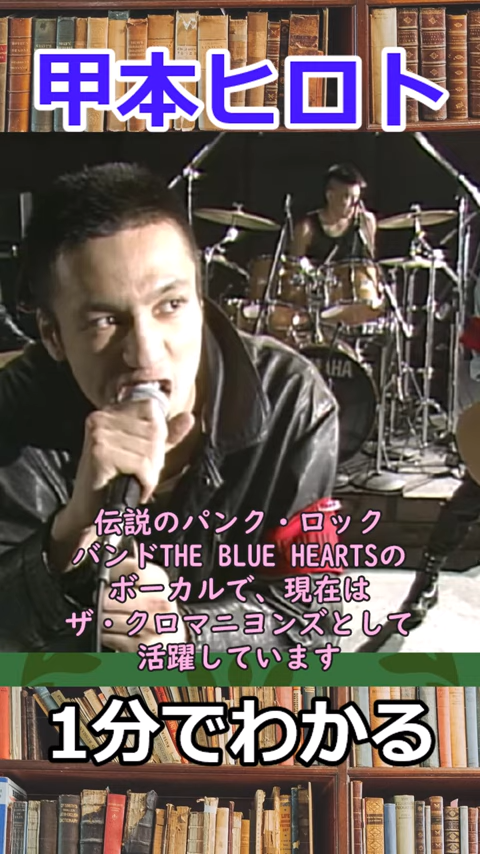 甲本ヒロト
AHA
伝説のパンク・ロック
バンドTHE BLUE HEARTSの
ボーカルで、現在は
ザ・クロマニヨンズとして
活躍しています
1分でわかる